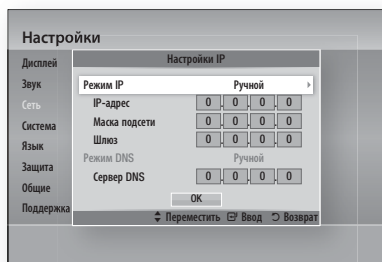 Настройки
Дисплей
Звук
Сеть
Система
Язык
Защита
Общие
Поддержка
Настройки IP
Режим IP Ручной
IP-адрес 0 . 0 . 0 . 0
Маска подсети 0 . 0 . 0 . 0
Шлюз 0 . 0 . 0 . 0
Режим DNS Ручной
Сервер DNS 0 . 0 . 0 . 0
OK
Переместить Ввод Возврат